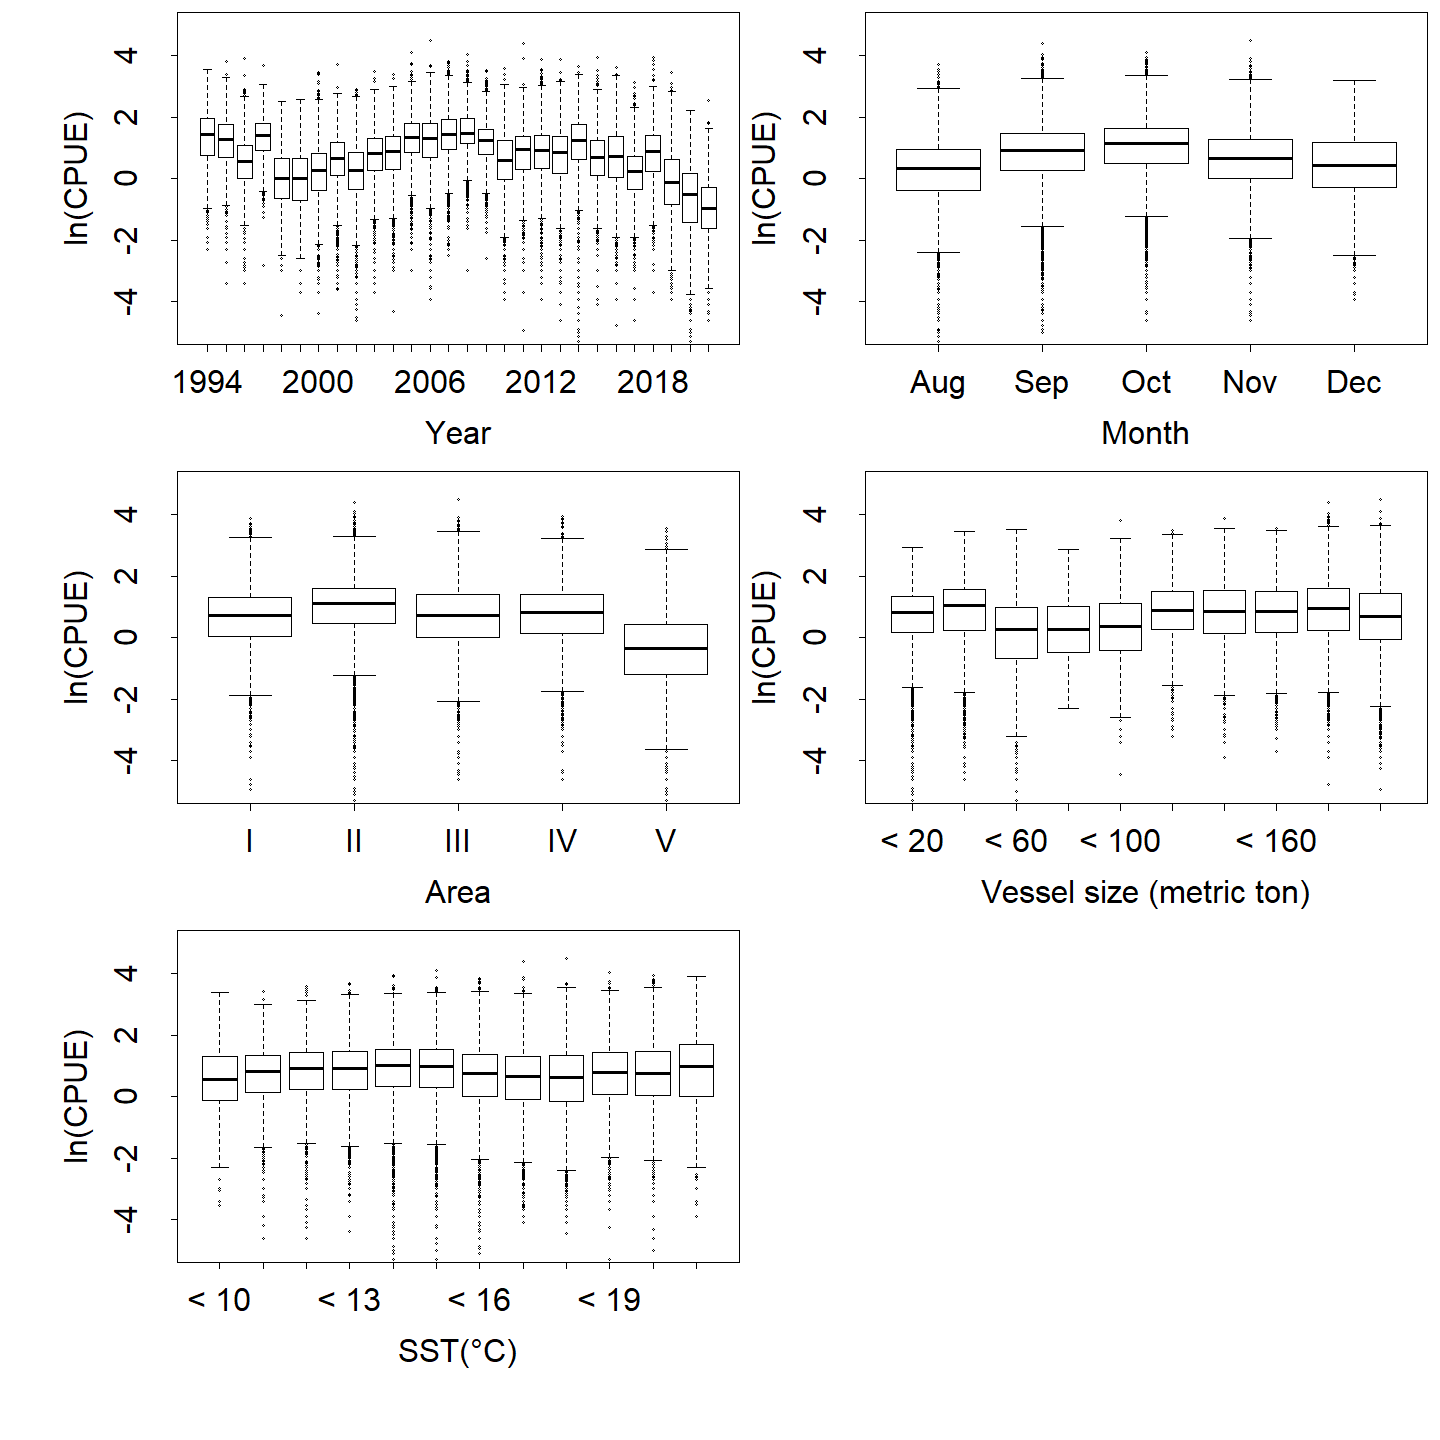 ln(CPUE)
4
2
0
-2
-4
1994 2000 2006 2012 2018
Year
ln(CPUE)
4
2
0
-2
-4
Aug Sep Oct Nov Dec
Month
ln(CPUE)
4
2
0
-2
-4
I II III IV V
Area
ln(CPUE)
4
2
0
-2
-4
< 20 < 60 < 100 < 160
Vessel size (metric ton)
ln(CPUE)
4
2
0
-2
-4
< 10 < 13 < 16 < 19
SST(°C)